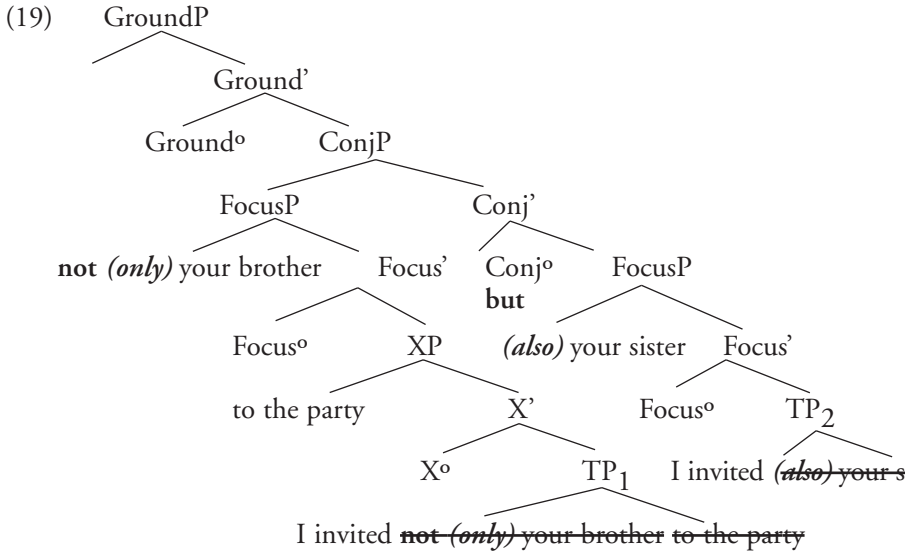 (19) GroundP
Ground’
Groundº ConjP
FocusP Conj’
not (only) your brother Focus’ Conjº FocusP
but
Focusº XP (also) your sister Focus’
to the party X’ Focusº TP2
Xº TP1 I invited (also) your s
I invited not (only) your brother to the party